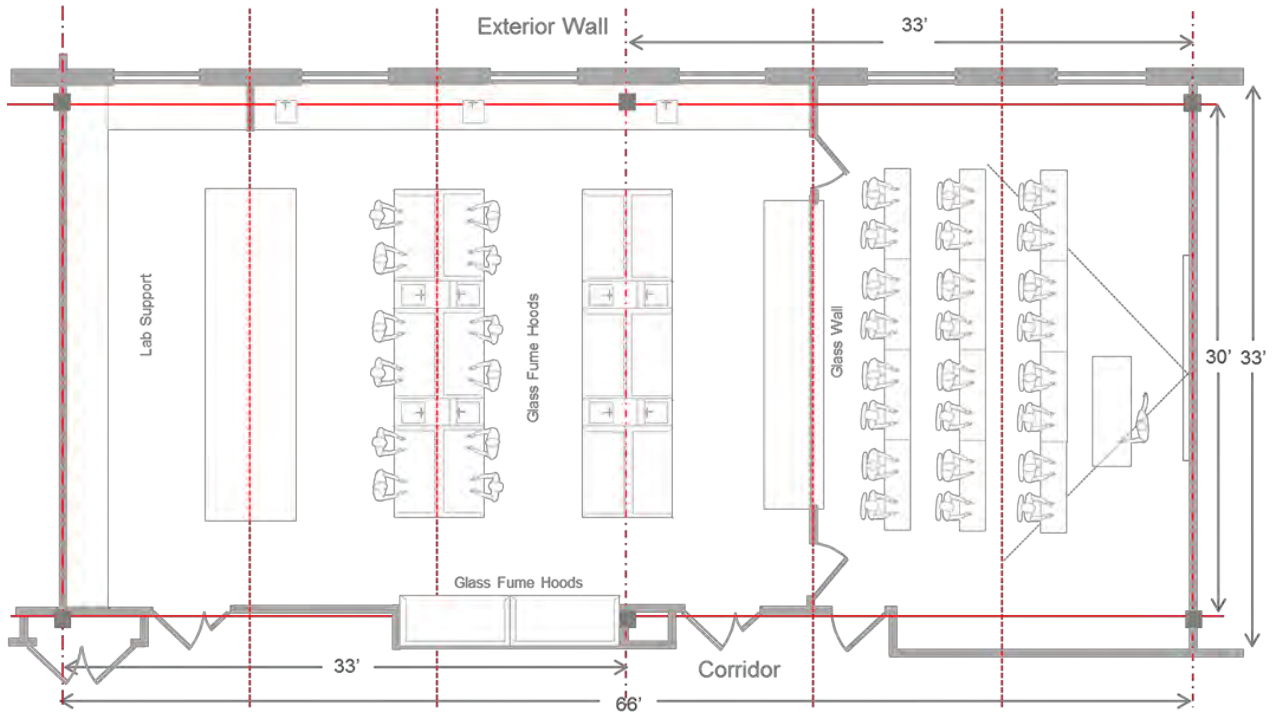 Exterior Wall
33’
Lab Support
Glass Fume Hoods
Glass Wall
30’
33’
Glass Fume Hoods
33’
Corridor
66’